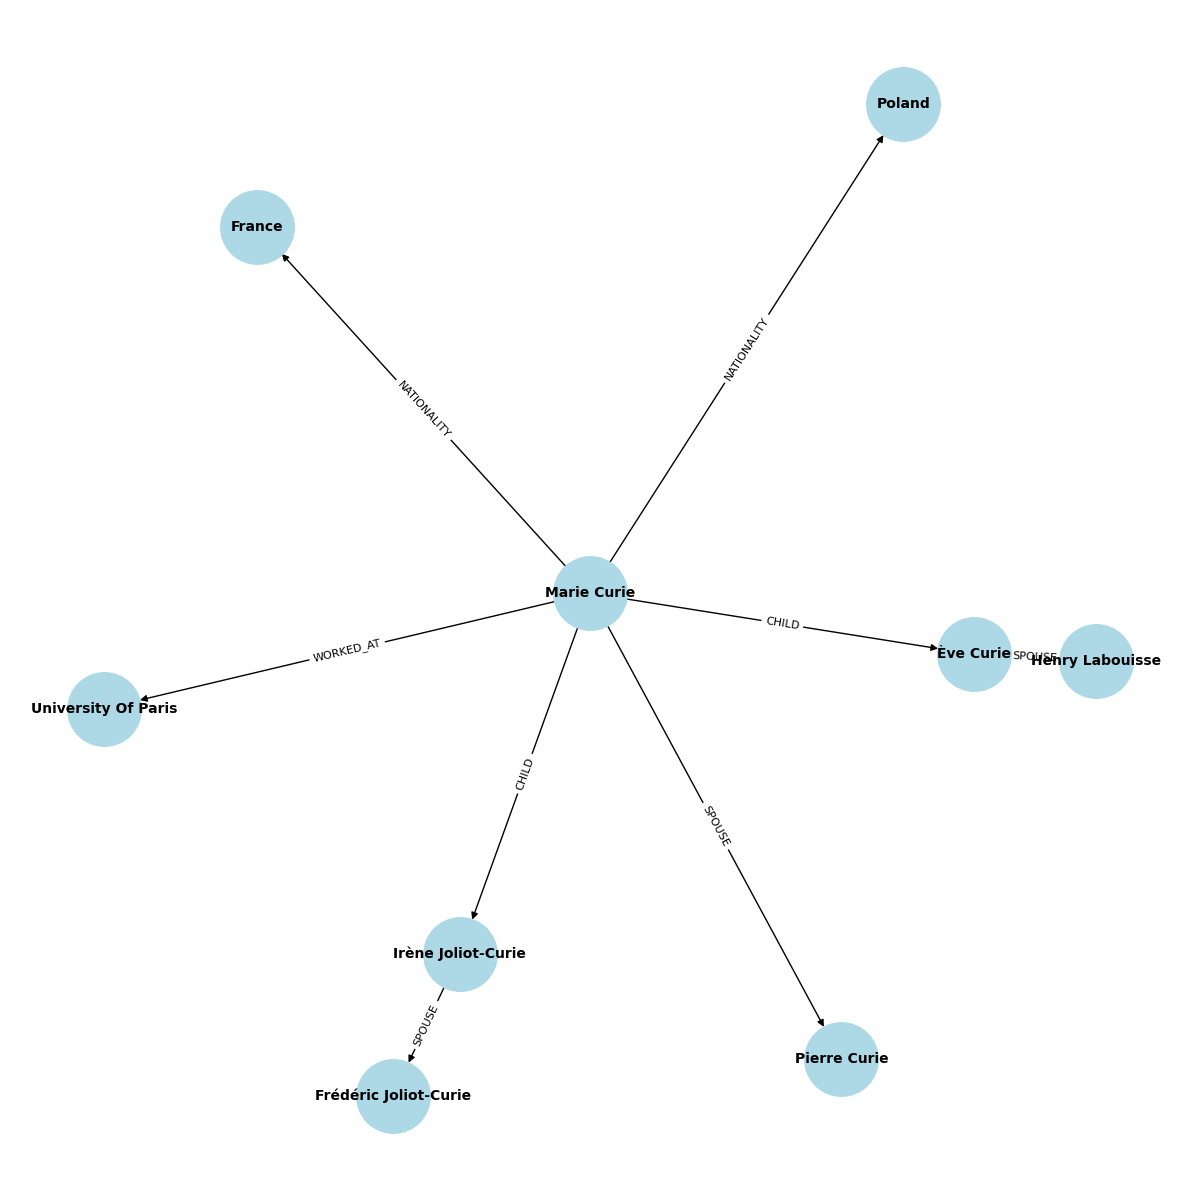 Poland
France
NATIONALITY
NATIONALITY
Marie Curie
CHILD
Ève Curie
SPOUSE
Henry Labouisse
WORKED_AT
University Of Paris
CHILD
SPOUSE
Irène Joliot-Curie
SPOUSE
Pierre Curie
Frédéric Joliot-Curie